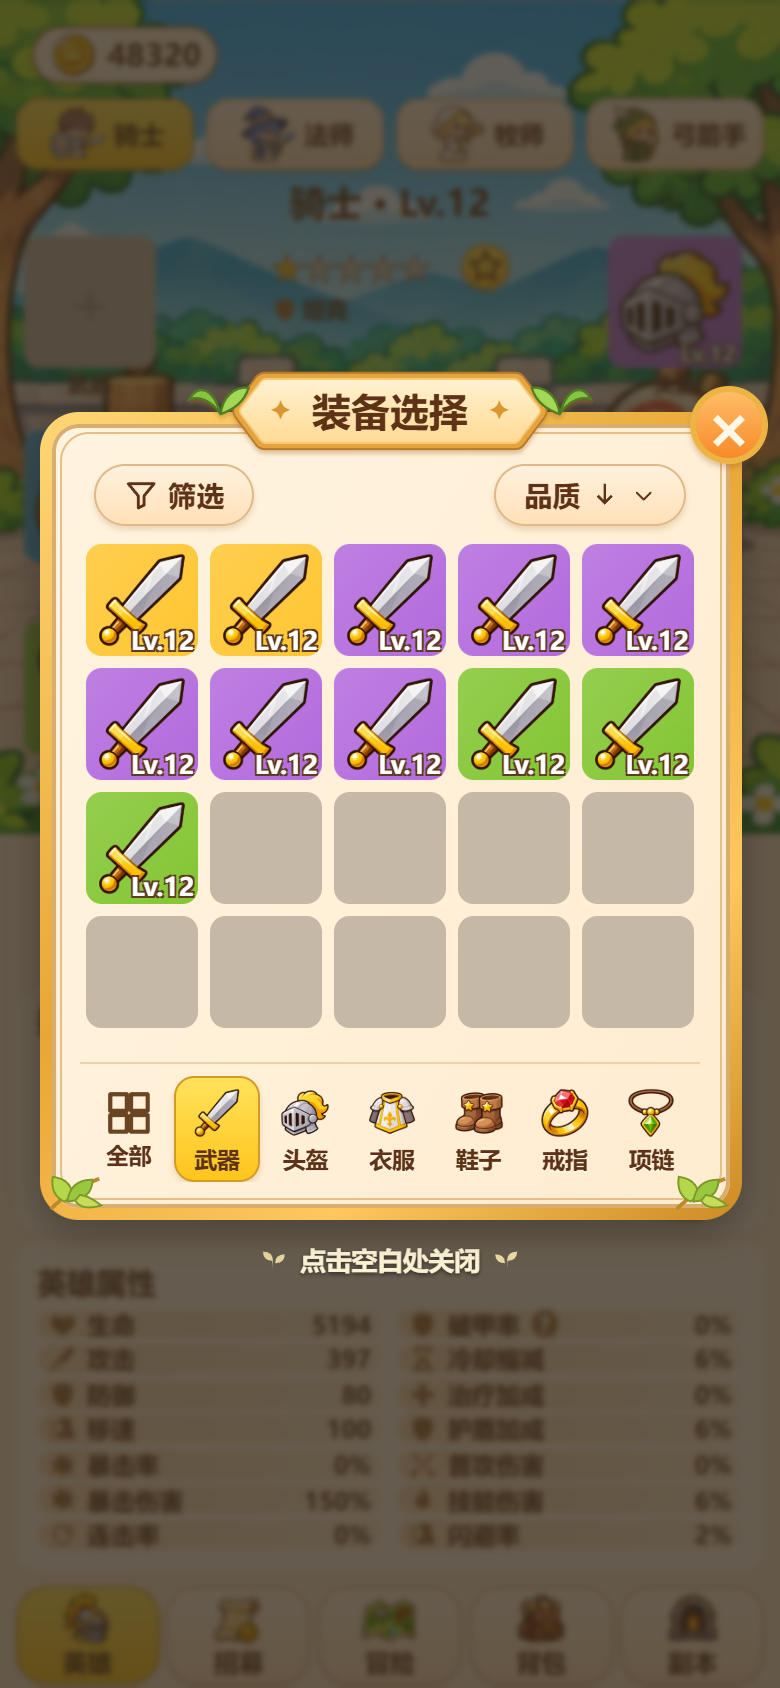 48320
骑士
法师
牧师
弓箭手
骑士·Lv.12
Lv.12
装备选择
筛选
品质
Lv.12
Lv.12
Lv.12
Lv.12
Lv.12
Lv.12
Lv.12
Lv.12
Lv.12
Lv.12
Lv.12
全部
武器
头盔
衣服
鞋子
戒指
项链
点击空白处关闭
英雄属性
生命 5194
破甲率 0%
攻击 397
冷却缩减 6%
防御 80
治疗加成 0%
移速 100
护盾加成 6%
暴击率 0%
普攻伤害 0%
暴击伤害 150%
技能伤害 6%
连击率 0%
闪避率 2%
英雄
招募
冒险
背包
副本